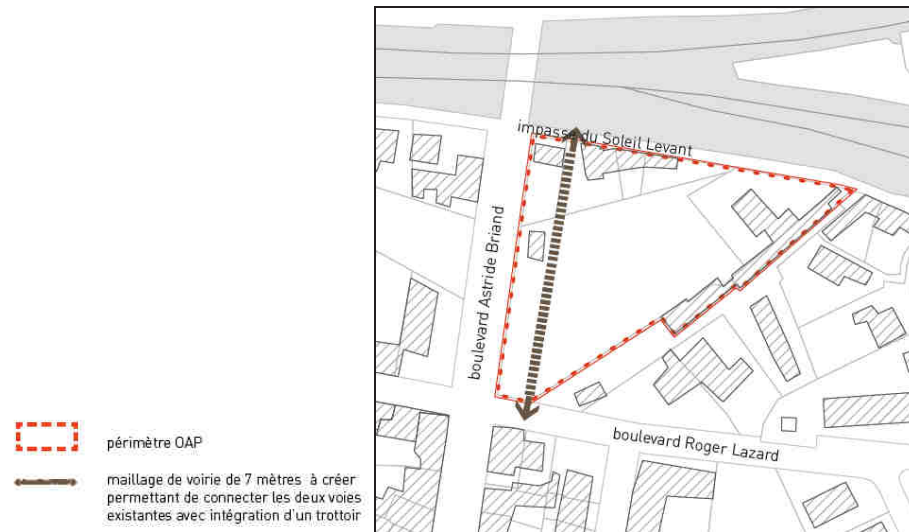 impasse du Soleil Levant
boulevard Astride Briand
boulevard Roger Lazard
périmètre OAP
maillage de voirie de 7 mètres à créer
permettant de connecter les deux voies
existantes avec intégration d'un trottoir